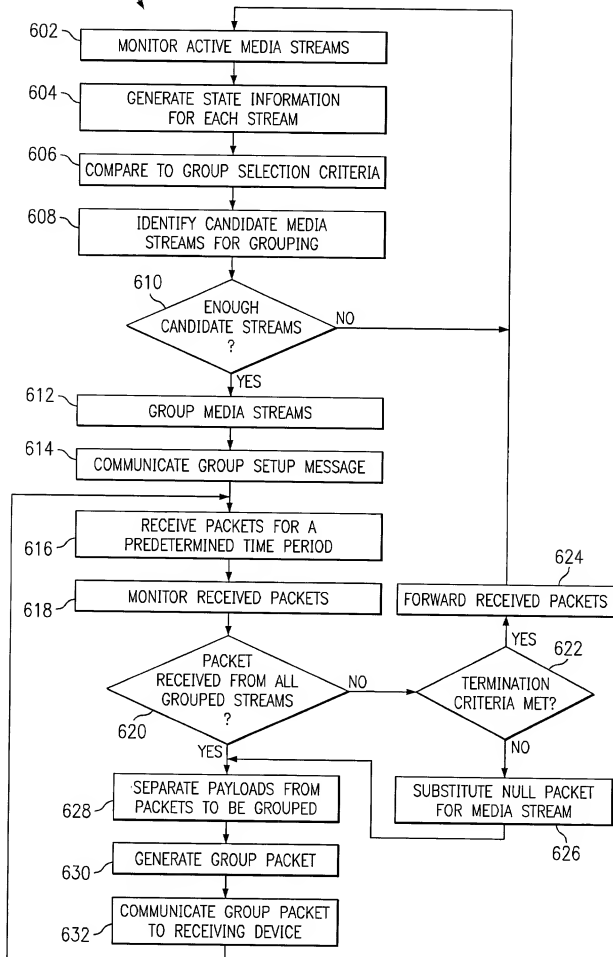 602
MONITOR ACTIVE MEDIA STREAMS
604
GENERATE STATE INFORMATION
FOR EACH STREAM
606
COMPARE TO GROUP SELECTION CRITERIA
608
IDENTIFY CANDIDATE MEDIA
STREAMS FOR GROUPING
610
ENOUGH
CANDIDATE STREAMS
?
NO
YES
612
GROUP MEDIA STREAMS
614
COMMUNICATE GROUP SETUP MESSAGE
616
RECEIVE PACKETS FOR A
PREDETERMINED TIME PERIOD
618
MONITOR RECEIVED PACKETS
624
FORWARD RECEIVED PACKETS
YES
622
TERMINATION
CRITERIA MET?
NO
PACKET
RECEIVED FROM ALL
GROUPED STREAMS
?
620
NO
YES
SUBSTITUTE NULL PACKET
FOR MEDIA STREAM
626
628
SEPARATE PAYLOADS FROM
PACKETS TO BE GROUPED
630
GENERATE GROUP PACKET
632
COMMUNICATE GROUP PACKET
TO RECEIVING DEVICE